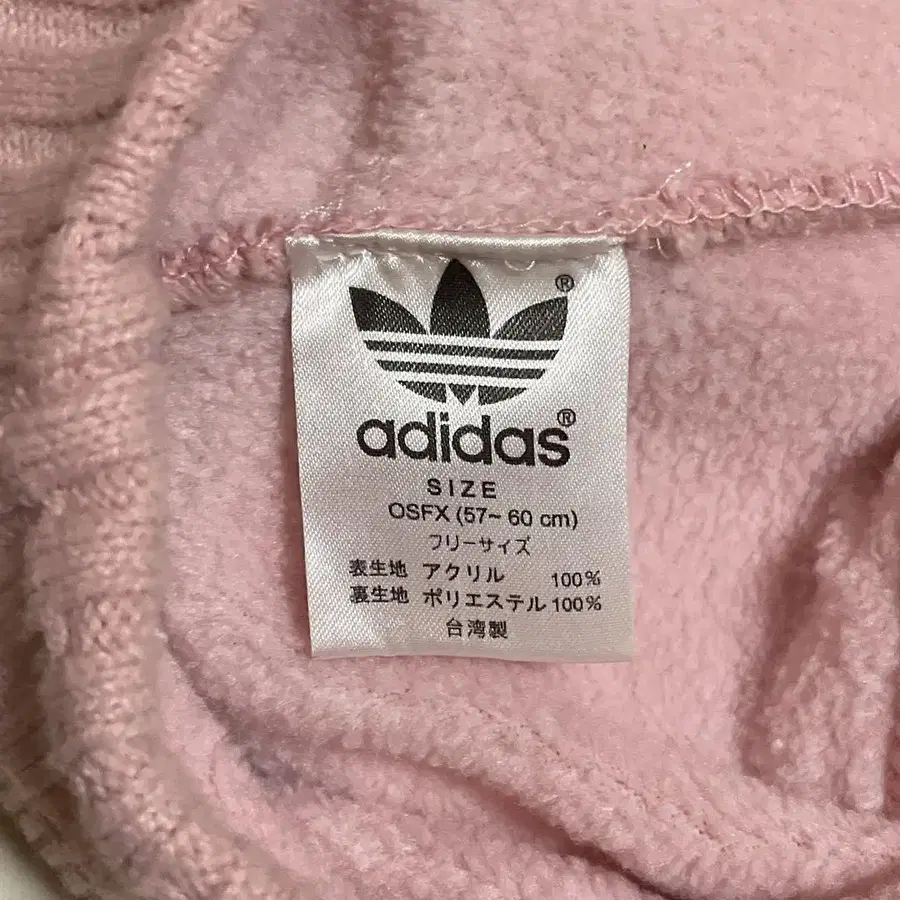 ®
adidas®
SIZE
OSFX (57~ 60 cm)
フリーサイズ
表生地 アクリル 100%
裏生地 ポリエステル 100%
台湾製